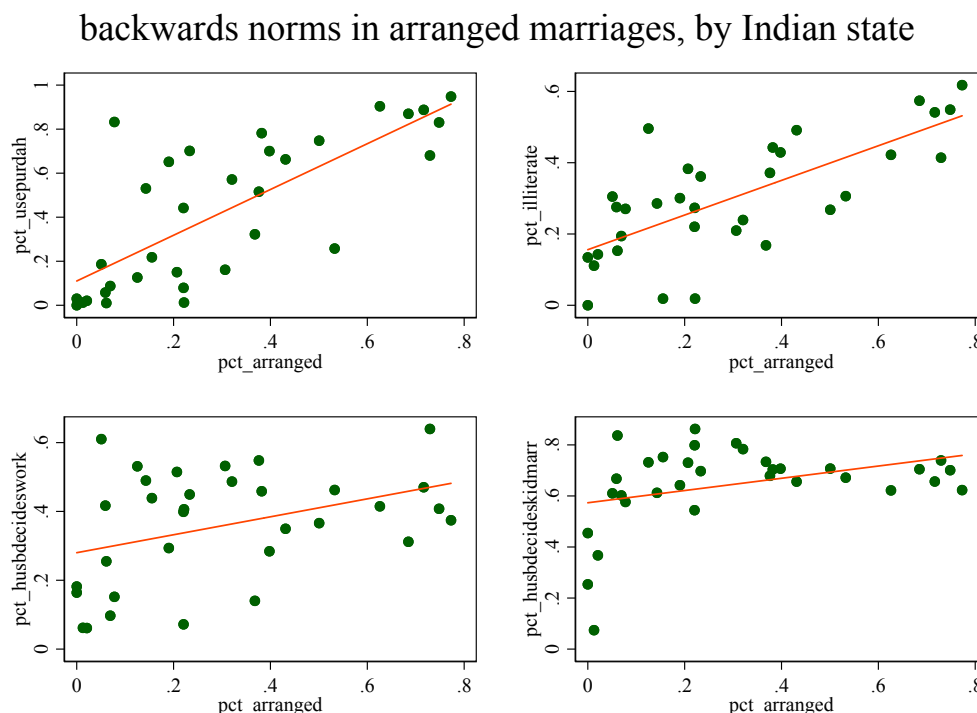 backwards norms in arranged marriages, by Indian state
pct_usepurdah
0 .2 .4 .6 .8 1
0 .2 .4 .6 .8
pct_arranged
pct_illiterate
0 .2 .4 .6
0 .2 .4 .6 .8
pct_arranged
pct_husbdecideswork
0 .2 .4 .6
0 .2 .4 .6 .8
pct_arranged
pct_husbdecideskidmarr
0 .2 .4 .6 .8
0 .2 .4 .6 .8
pct_arranged